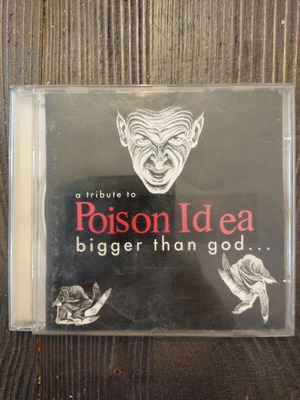 a tribute to
Poison Idea
bigger than god...